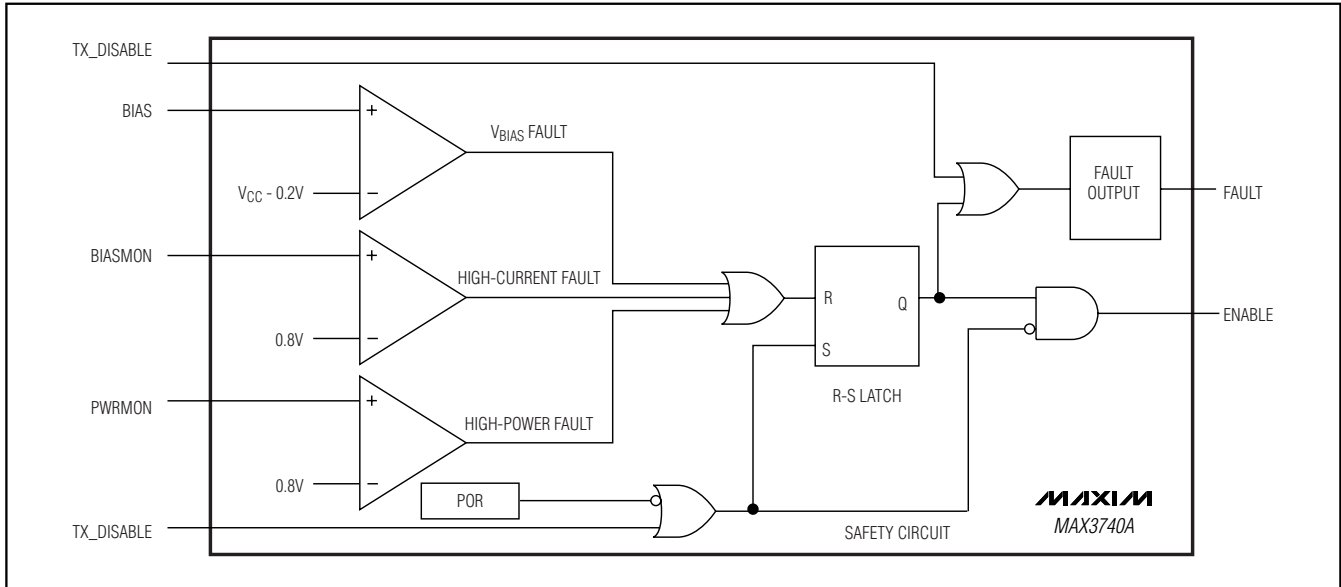 TX_DISABLE
BIAS
+
VBIAS FAULT
VCC - 0.2V
−
FAULT
OUTPUT
FAULT
BIASMON
+
HIGH-CURRENT FAULT
R
Q
S
ENABLE
0.8V
−
R-S LATCH
PWRMON
+
HIGH-POWER FAULT
0.8V
−
POR
TX_DISABLE
SAFETY CIRCUIT
MAXIM
MAX3740A